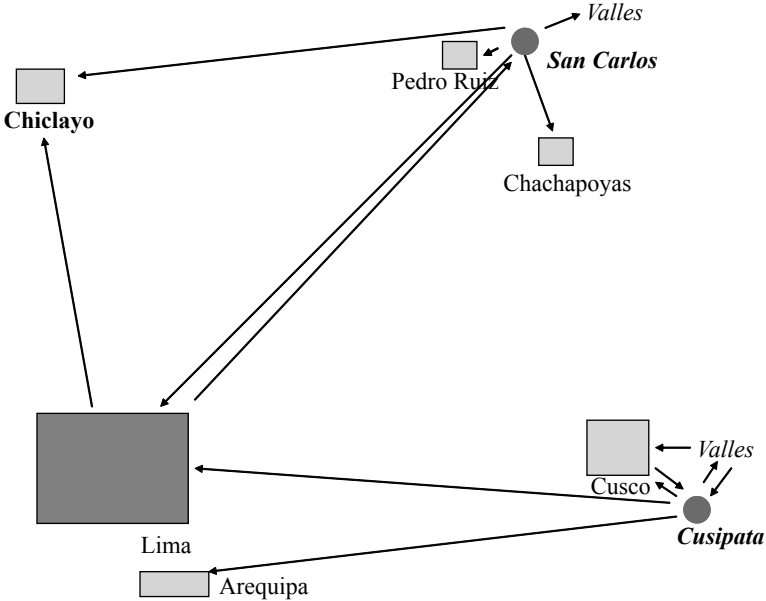 Valles
San Carlos
Pedro Ruiz
Chiclayo
Chachapoyas
Valles
Cusco
Cusipata
Lima
Arequipa